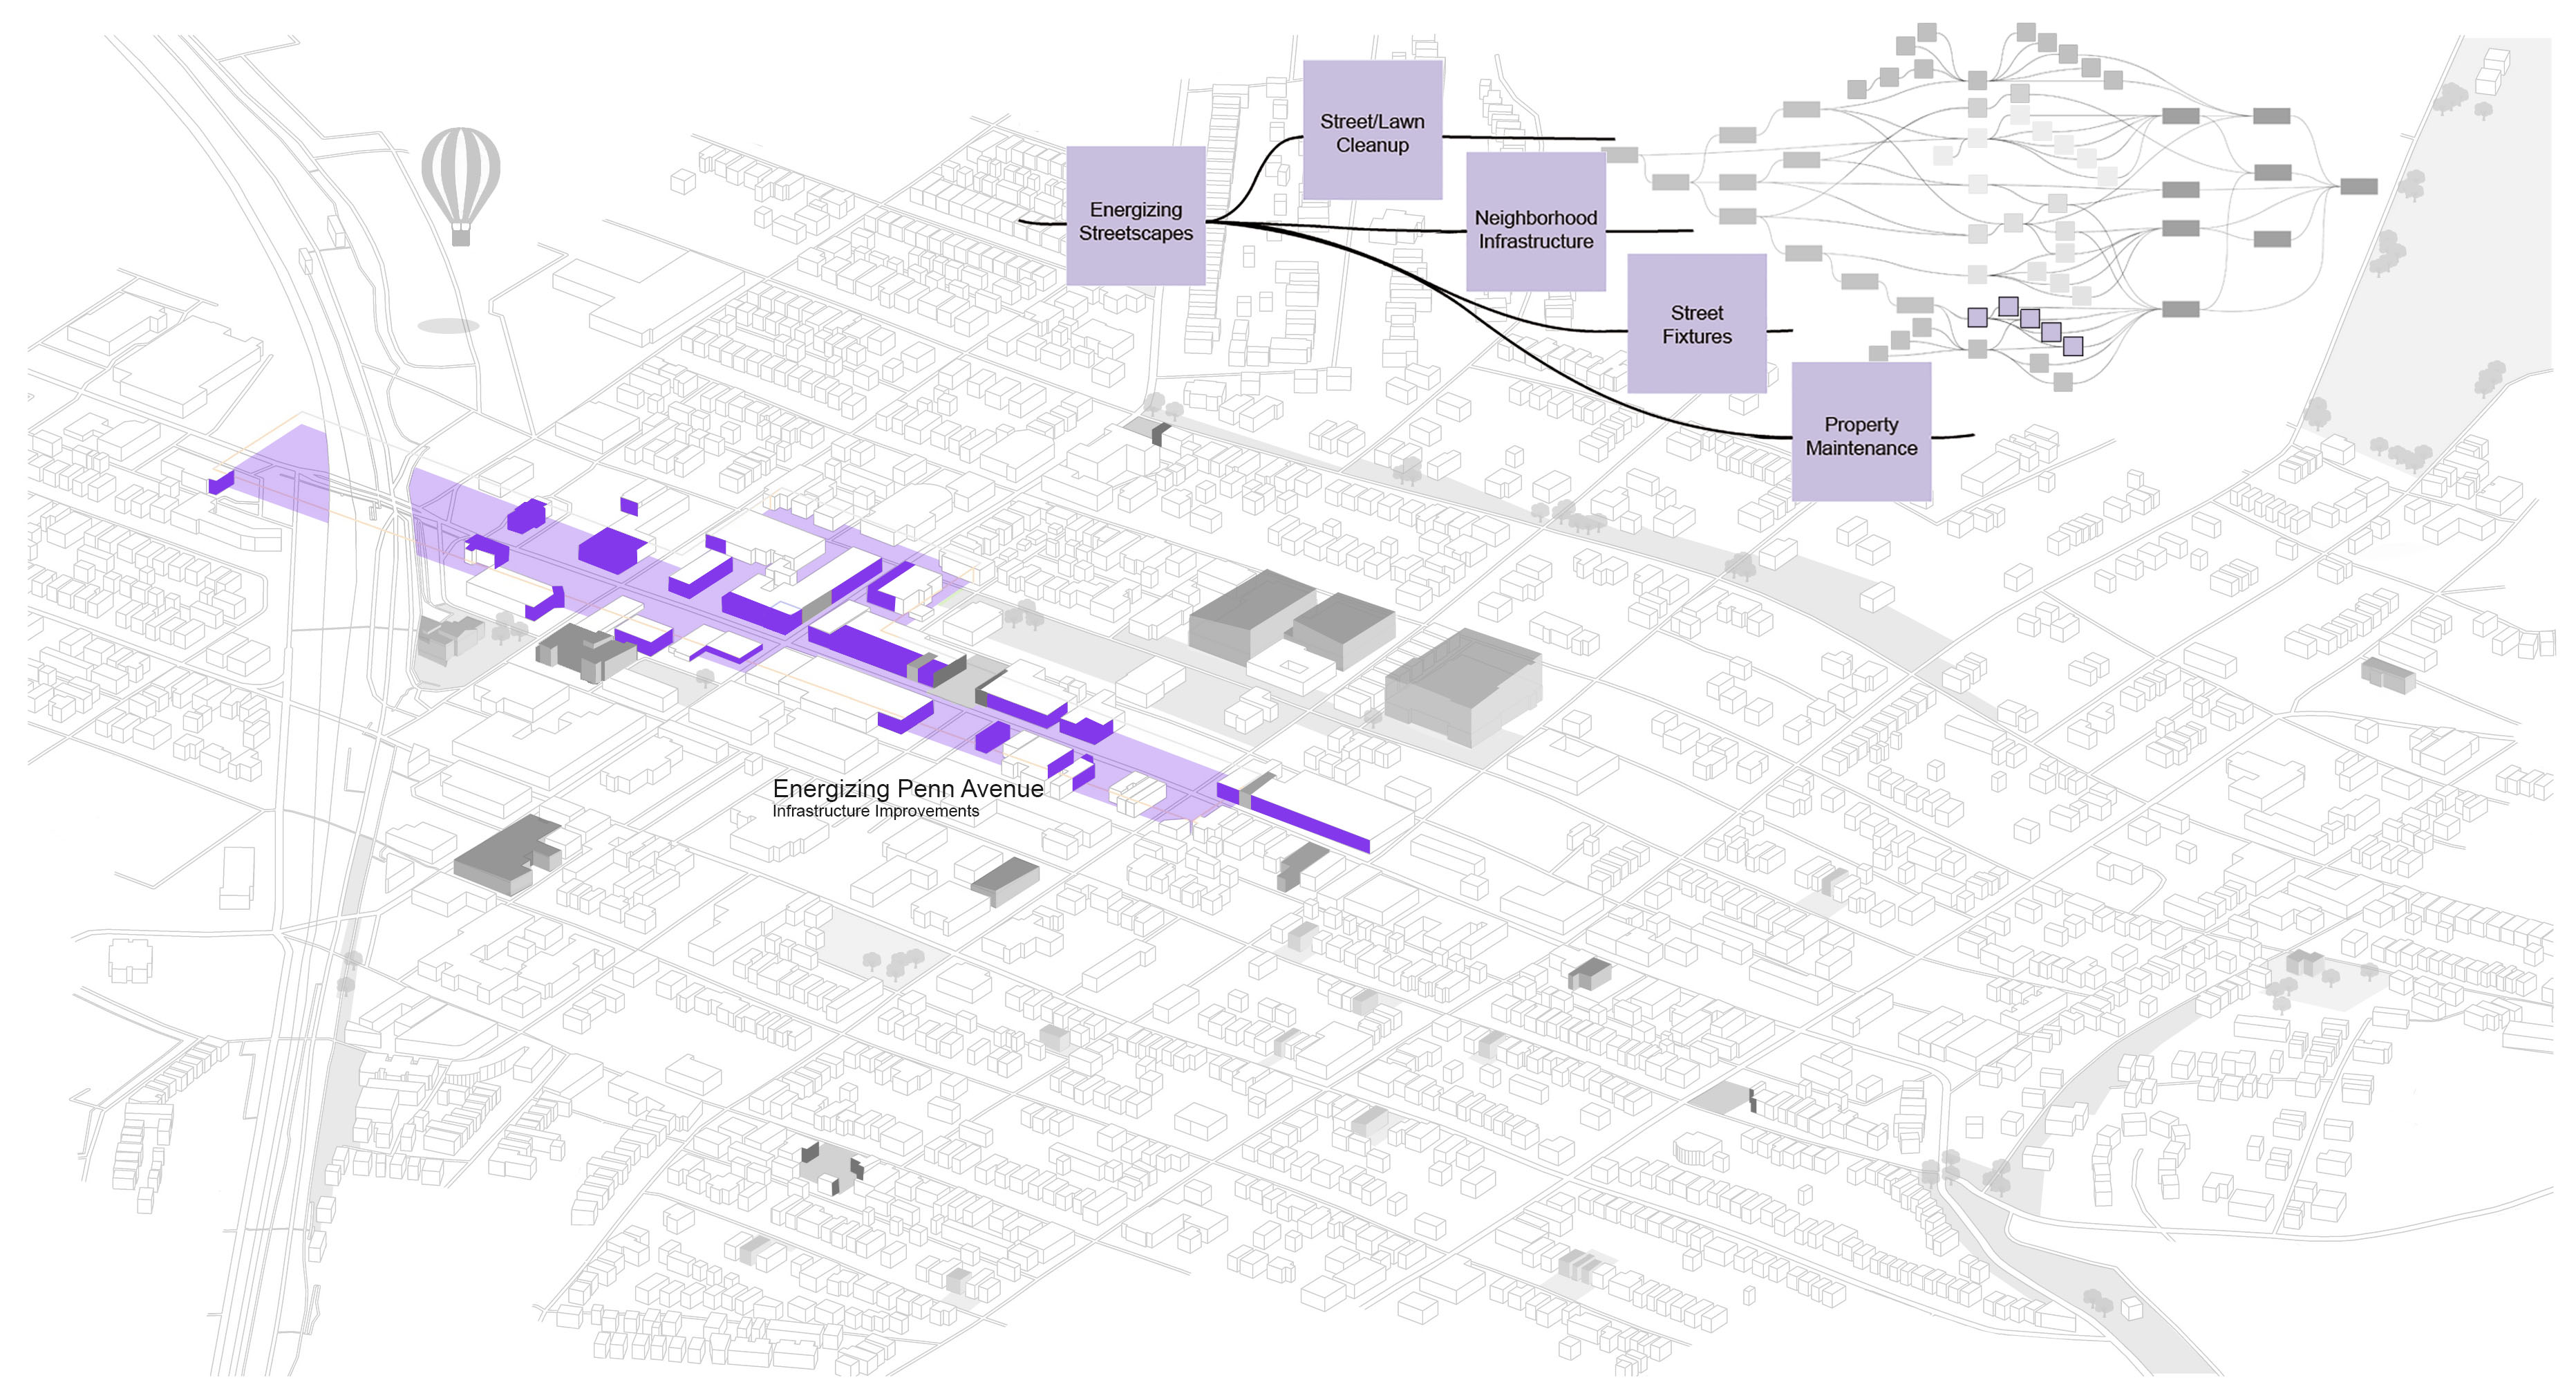 Street/Lawn
Cleanup
Energizing
Streetscapes
Neighborhood
Infrastructure
Street
Fixtures
Property
Maintenance
Energizing Penn Avenue
Infrastructure Improvements